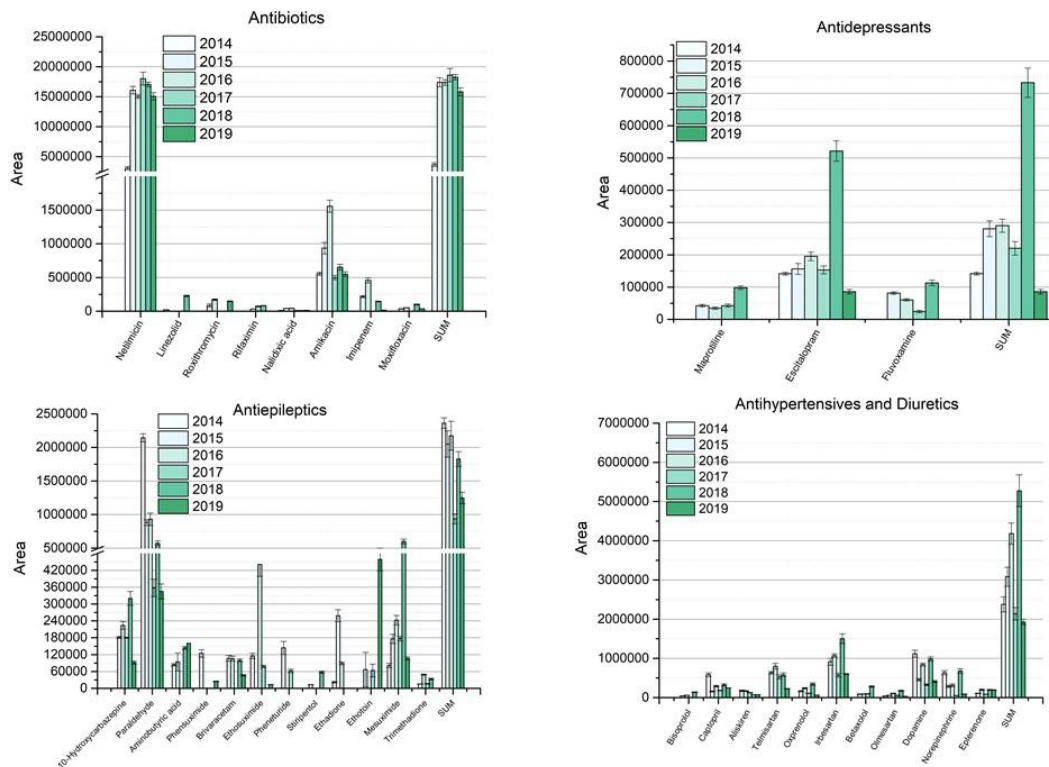 Antibiotics
Area
25000000
20000000
15000000
10000000
5000000
1500000
1000000
500000
0
2014
2015
2016
2017
2018
2019
Netilmicin
Linezolid
Roxithromycin
Rifaximin
Nalidixic acid
Amikacin
Imipenem
Moxifloxacin
SUM
Antidepressants
Area
800000
700000
600000
500000
400000
300000
200000
100000
0
2014
2015
2016
2017
2018
2019
Maprotiline
Escitalopram
Fluvoxamine
SUM
Antiepileptics
Area
2500000
2000000
1500000
1000000
500000
420000
360000
300000
240000
180000
120000
60000
0
2014
2015
2016
2017
2018
2019
10-Hydroxycarbazepine
Paraldehyde
Aminobutyric acid
Phensuximide
Brivaracetam
Ethosuximide
Pheneturide
Stiripentol
Ethadione
Ethotoin
Mesuximide
Trimethadione
SUM
Antihypertensives and Diuretics
Area
7000000
6000000
5000000
4000000
3000000
2000000
1000000
0
2014
2015
2016
2017
2018
2019
Bisoprolol
Captopril
Aliskiren
Telmisartan
Oxprenolol
Irbesartan
Betaxolol
Olmesartan
Dopamine
Norepinephrine
Eplerenone
SUM